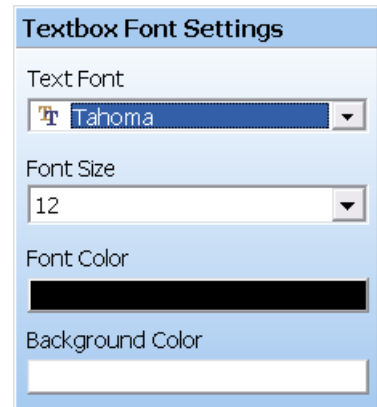 Textbox Font Settings
Text Font
Tahoma
Font Size
12
Font Color
Background Color